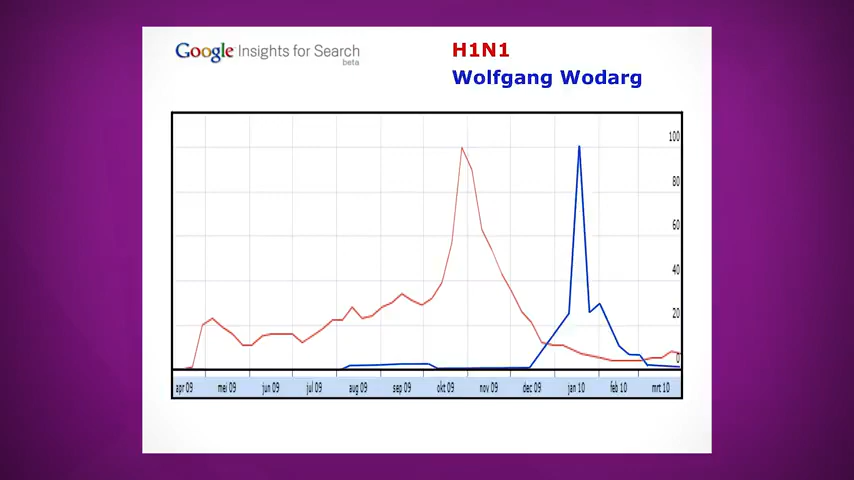 Google Insights for Search
beta
H1N1
Wolfgang Wodarg
100
80
60
40
20
0
apr 09 mei 09 jun 09 jul 09 aug 09 sep 09 okt 09 nov 09 dec 09 jan 10 feb 10 mrt 10